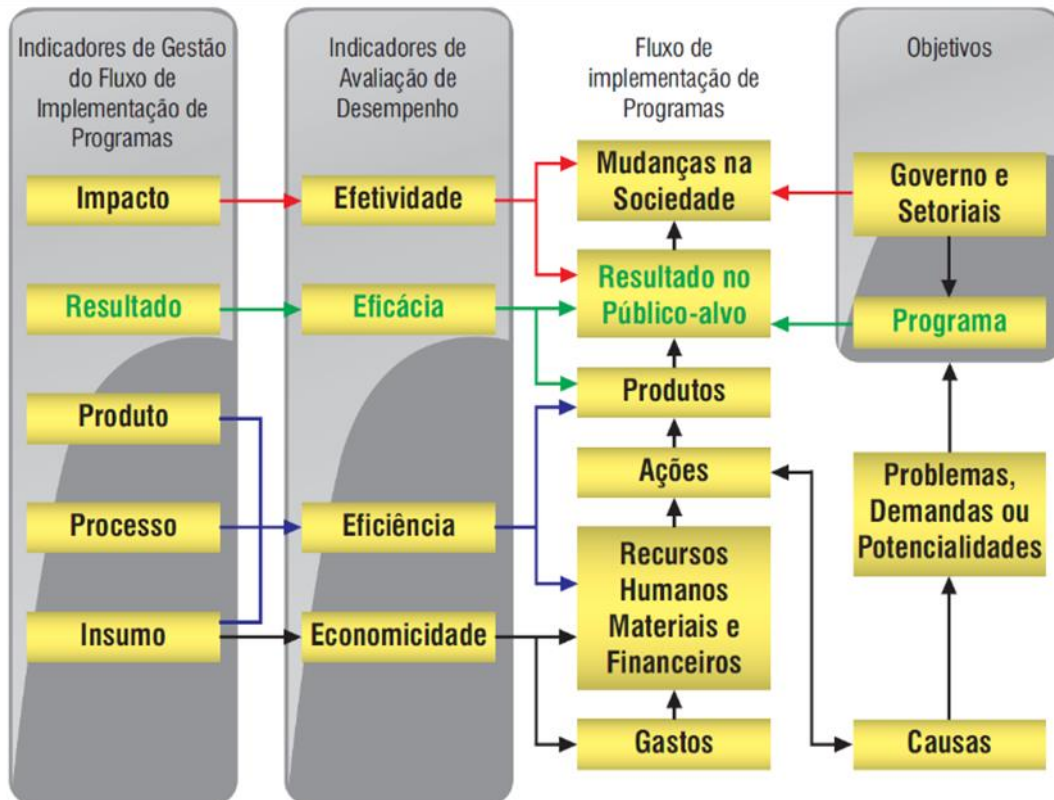 Indicadores de Gestão
do Fluxo de
Implementação de
Programas
Impacto
Resultado
Produto
Processo
Insumo
Indicadores de
Avaliação de
Desempenho
Efetividade
Eficácia
Eficiência
Economicidade
Fluxo de
implementação de
Programas
Mudanças na
Sociedade
Resultado no
Público-alvo
Produtos
Ações
Recursos
Humanos
Materiais e
Financeiros
Gastos
Objetivos
Governo e
Setoriais
Programa
Problemas,
Demandas ou
Potencialidades
Causas